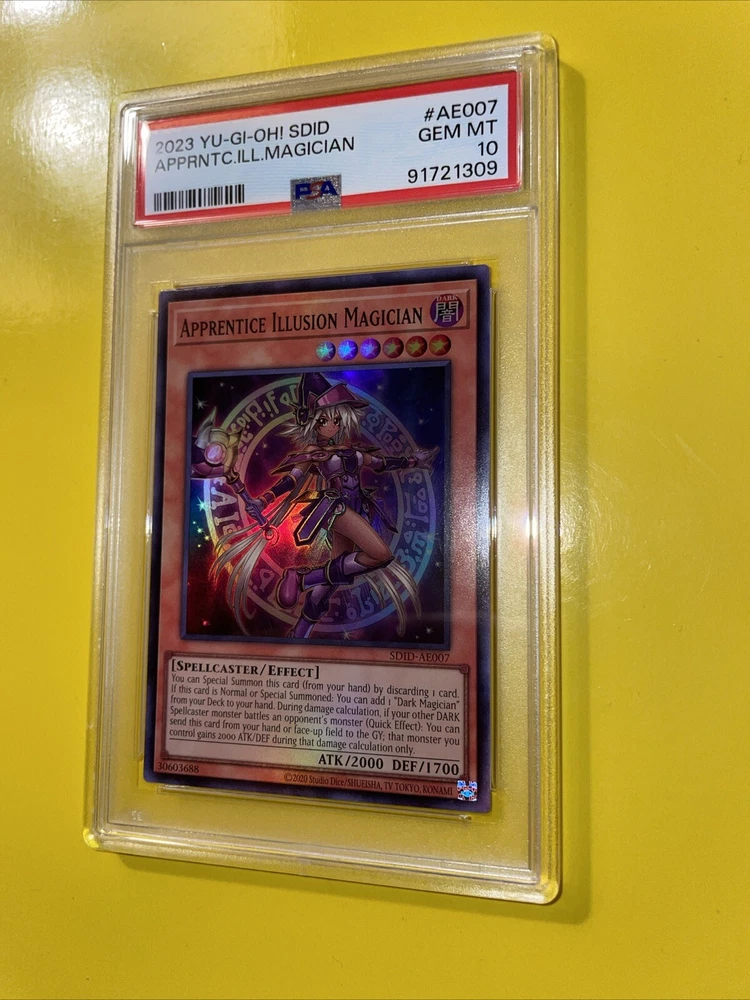 2023 YU-GI-OH! SDID #AE007
APPRNTC.ILL.MAGICIAN GEM MT
10
PSA 91721309
APPRENTICE ILLUSION MAGICIAN
DARK
闇
SDID-AE007
[SPELLCASTER/EFFECT]
You can Special Summon this card (from your hand) by discarding 1 card.
If this card is Normal or Special Summoned: You can add 1 "Dark Magician"
from your Deck to your hand. During damage calculation, if your other DARK
Spellcaster monster battles an opponent's monster (Quick Effect): You can
send this card from your hand or face-up field to the GY; that monster you
control gains 2000 ATK/DEF during that damage calculation only.
ATK/2000 DEF/1700
30603688
©2020 Studio Dice/SHUEISHA, TV TOKYO, KONAMI